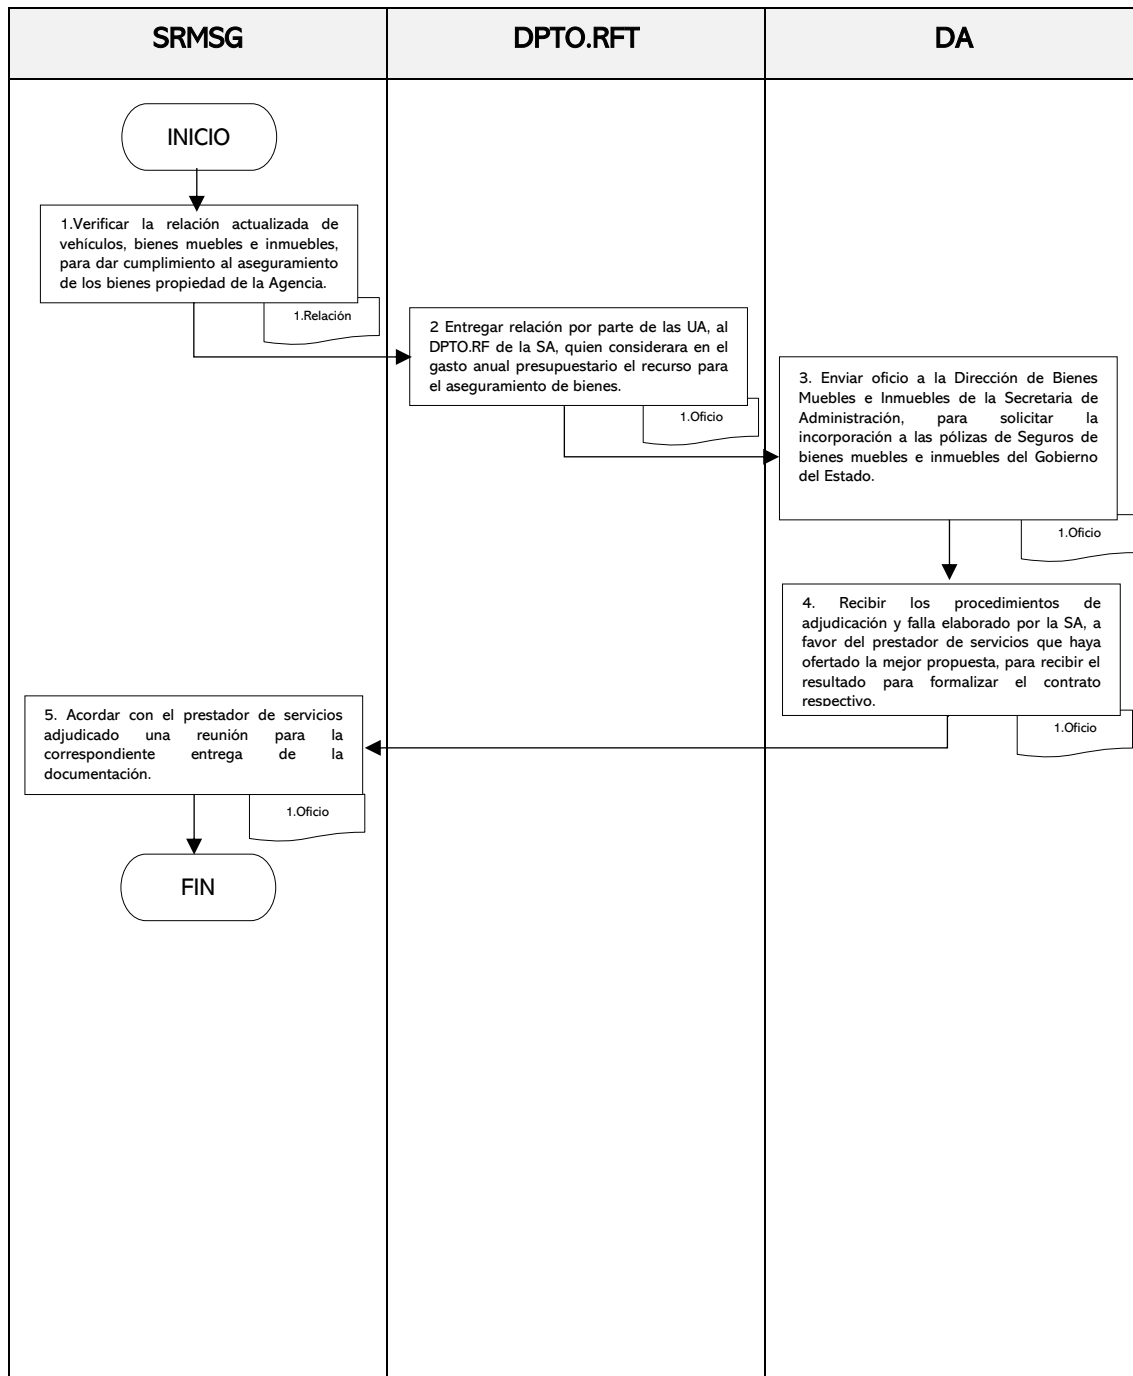 SRMSG
DPTO.RFT
DA
INICIO
1.Verificar la relación actualizada de
vehículos, bienes muebles e inmuebles,
para dar cumplimiento al aseguramiento
de los bienes propiedad de la Agencia.
1.Relación
2 Entregar relación por parte de las UA, al
DPTO.RF de la SA, quien considerara en el
gasto anual presupuestario el recurso para
el aseguramiento de bienes.
1.Oficio
3. Enviar oficio a la Dirección de Bienes
Muebles e Inmuebles de la Secretaria de
Administración, para solicitar la
incorporación a las pólizas de Seguros de
bienes muebles e inmuebles del Gobierno
del Estado.
1.Oficio
4. Recibir los procedimientos de
adjudicación y falla elaborado por la SA, a
favor del prestador de servicios que haya
ofertado la mejor propuesta, para recibir el
resultado para formalizar el contrato
respectivo.
1.Oficio
5. Acordar con el prestador de servicios
adjudicado una reunión para la
correspondiente entrega de la
documentación.
1.Oficio
FIN